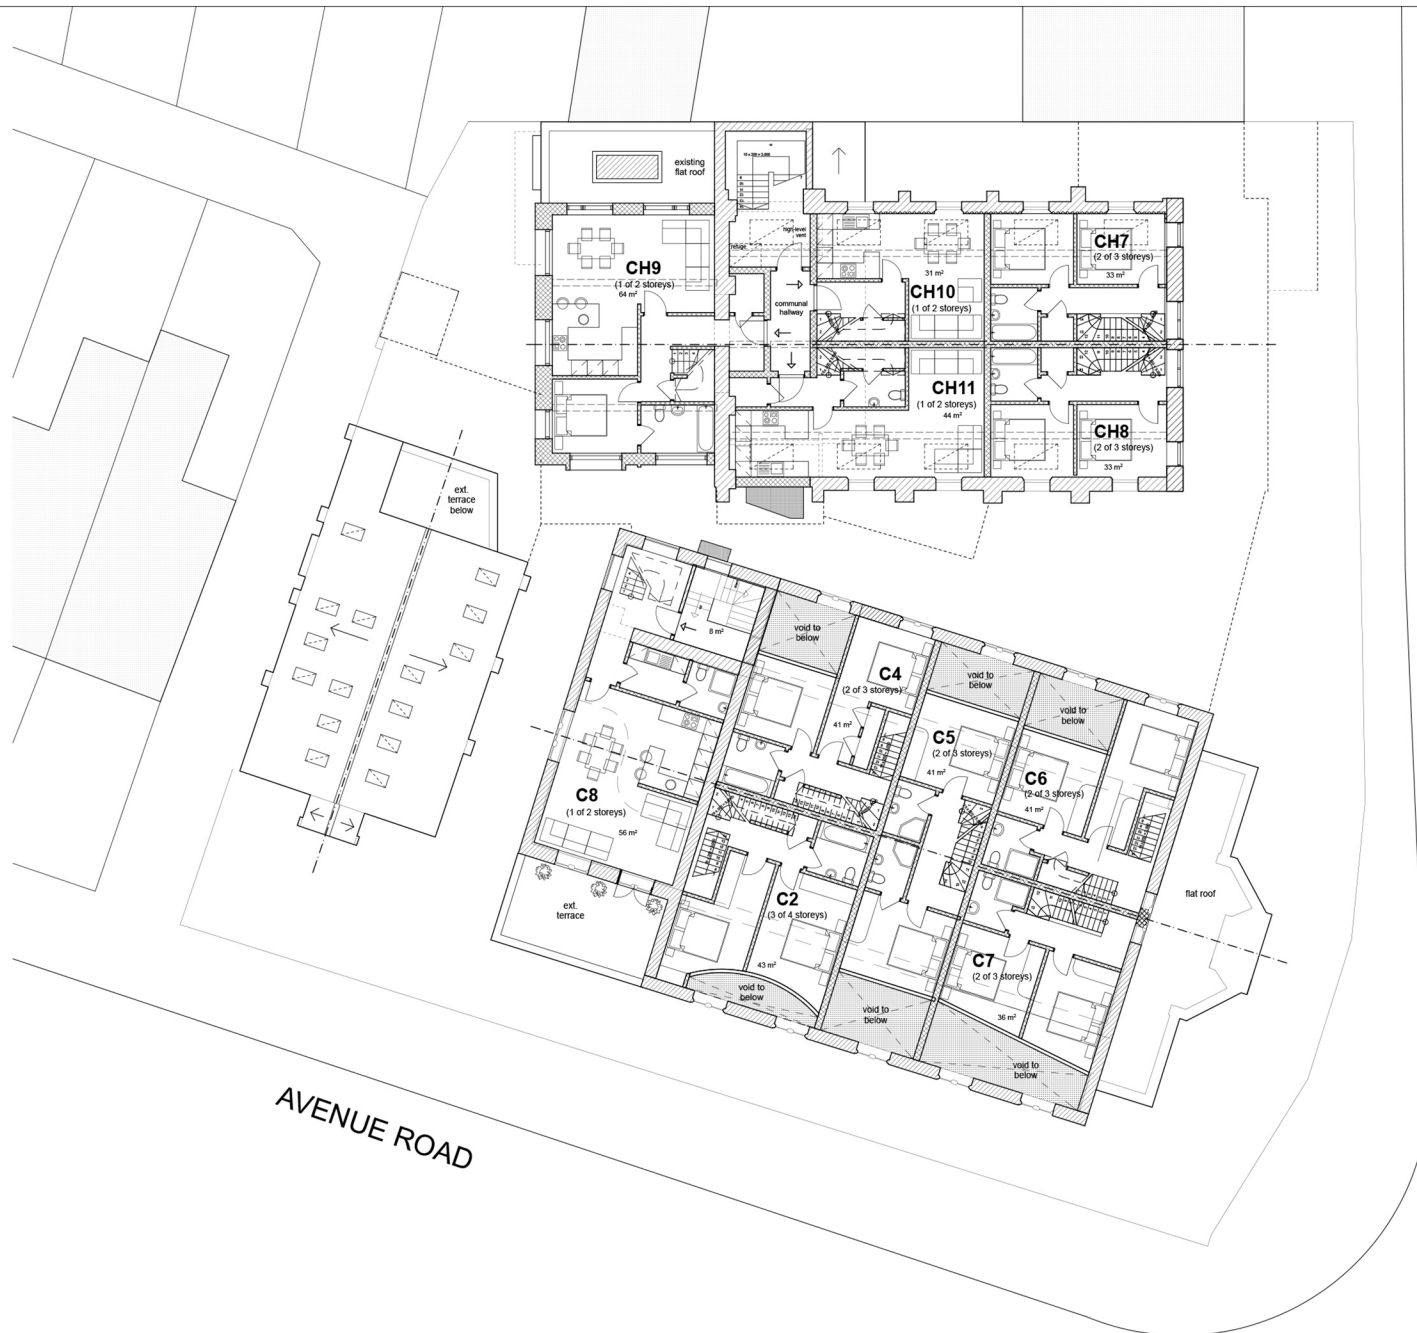 existing
flat roof
high-level
vent
refuge
communal
hallway
CH9
(1 of 2 storeys)
64 m²
31 m²
CH10
(1 of 2 storeys)
CH7
(2 of 3 storeys)
33 m²
CH11
(1 of 2 storeys)
44 m²
CH8
(2 of 3 storeys)
33 m²
ext.
terrace
below
8 m²
void to
below
C4
(2 of 3 storeys)
41 m²
void to
below
void to
below
C5
(2 of 3 storeys)
41 m²
C6
(2 of 3 storeys)
41 m²
C8
(1 of 2 storeys)
56 m²
flat roof
ext.
terrace
C2
(3 of 4 storeys)
43 m²
C7
(2 of 3 storeys)
36 m²
void to
below
void to
below
void to
below
AVENUE ROAD